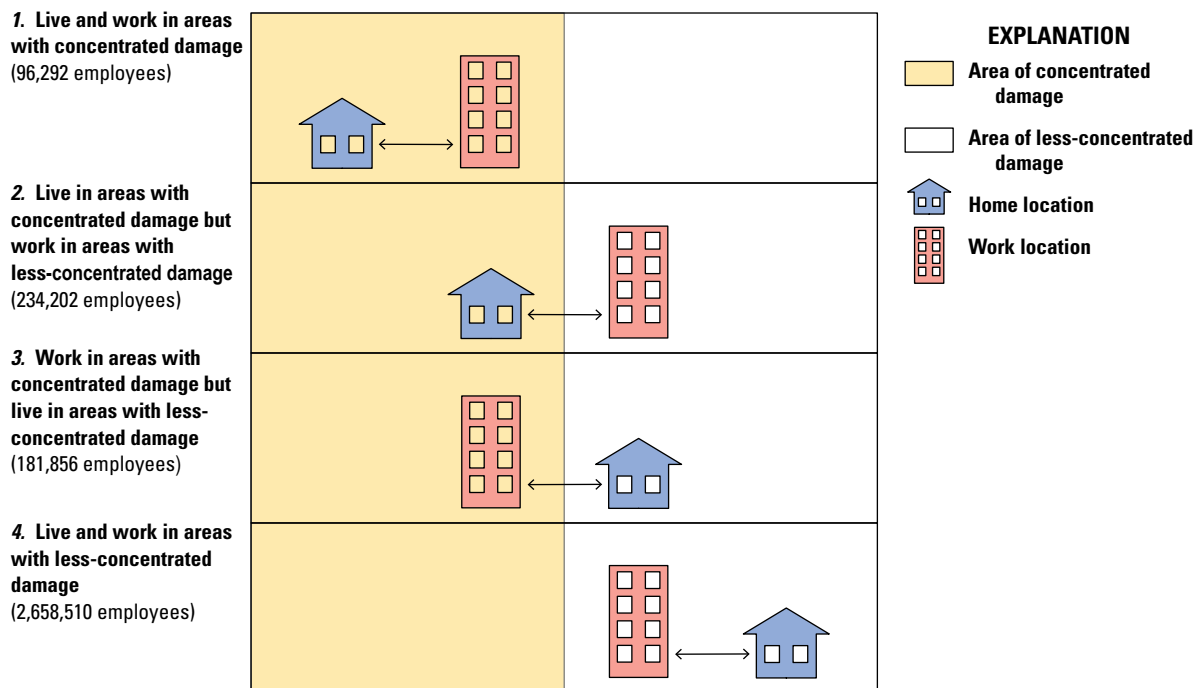 1. Live and work in areas
with concentrated damage
(96,292 employees)
2. Live in areas with
concentrated damage but
work in areas with
less-concentrated damage
(234,202 employees)
3. Work in areas with
concentrated damage but
live in areas with less-
concentrated damage
(181,856 employees)
4. Live and work in areas
with less-concentrated
damage
(2,658,510 employees)
EXPLANATION
Area of concentrated
damage
Area of less-concentrated
damage
Home location
Work location